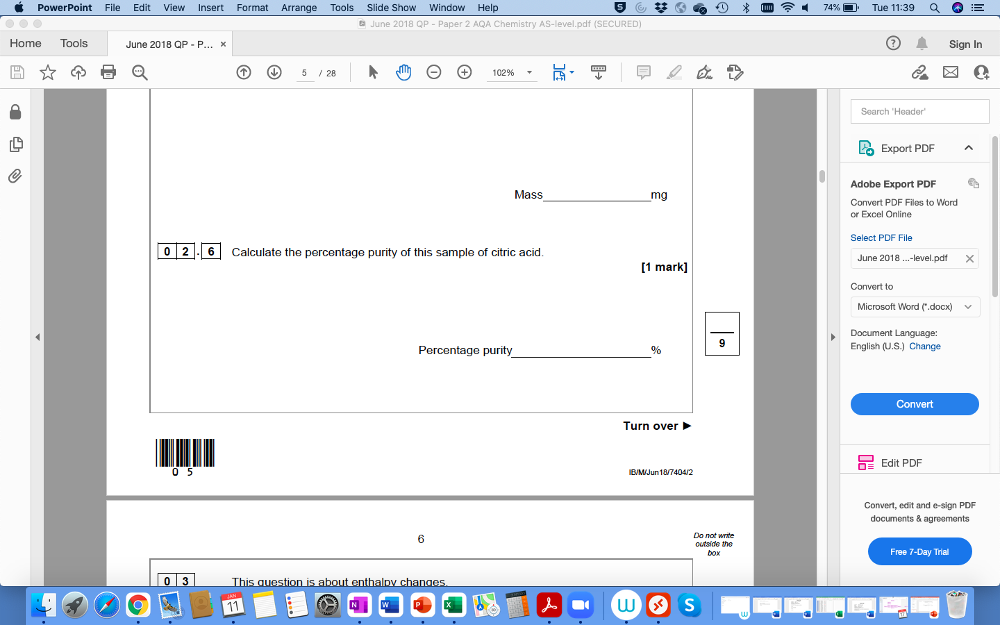 PowerPoint File Edit View Insert Format Arrange Tools Slide Show Window Help 74% Tue 11:39
June 2018 QP - Paper 2 AQA Chemistry AS-level.pdf (SECURED)
Home Tools June 2018 QP - P... × Sign In
5 / 28 102%
Mass mg
0 2 . 6 Calculate the percentage purity of this sample of citric acid.
[1 mark]
Percentage purity %
9
Turn over ►
0 5
IB/M/Jun18/7404/2
6
Do not write
outside the
box
0 3 This question is about enthalpy changes.
Search 'Header'
Export PDF
Adobe Export PDF
Convert PDF Files to Word
or Excel Online
Select PDF File
June 2018 ...-level.pdf
Convert to
Microsoft Word (*.docx)
Document Language:
English (U.S.) Change
Convert
Edit PDF
Convert, edit and e-sign PDF
documents & agreements
Free 7-Day Trial
JAN
11